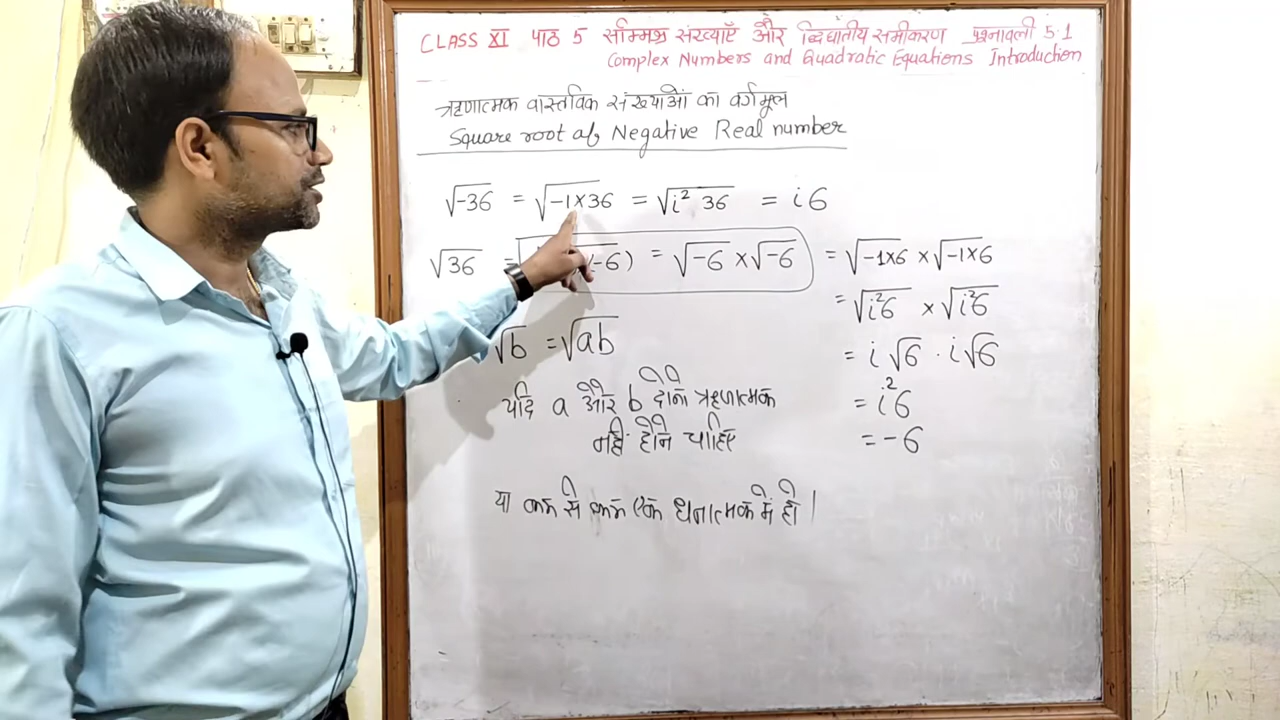 CLASS XI पाठ 5 सम्मिश्र संख्याएँ और द्विघातीय समीकरण प्रश्नावली 5.1
Complex Numbers and Quadratic Equations Introduction
ऋणात्मक वास्तविक संख्याओं का वर्गमूल
Square root of Negative Real number
√-36 = √-1×36 = √i² 36 = i6
√36 = -6) = √-6 × √-6 = √-1×6 × √-1×6
= √i²6 × √i²6
√b = √ab
= i√6 . i√6
यदि a और b दोनों ऋणात्मक
= i²6
नहीं होने चाहिए
= -6
या कम से कम एक धनात्मक में हो।